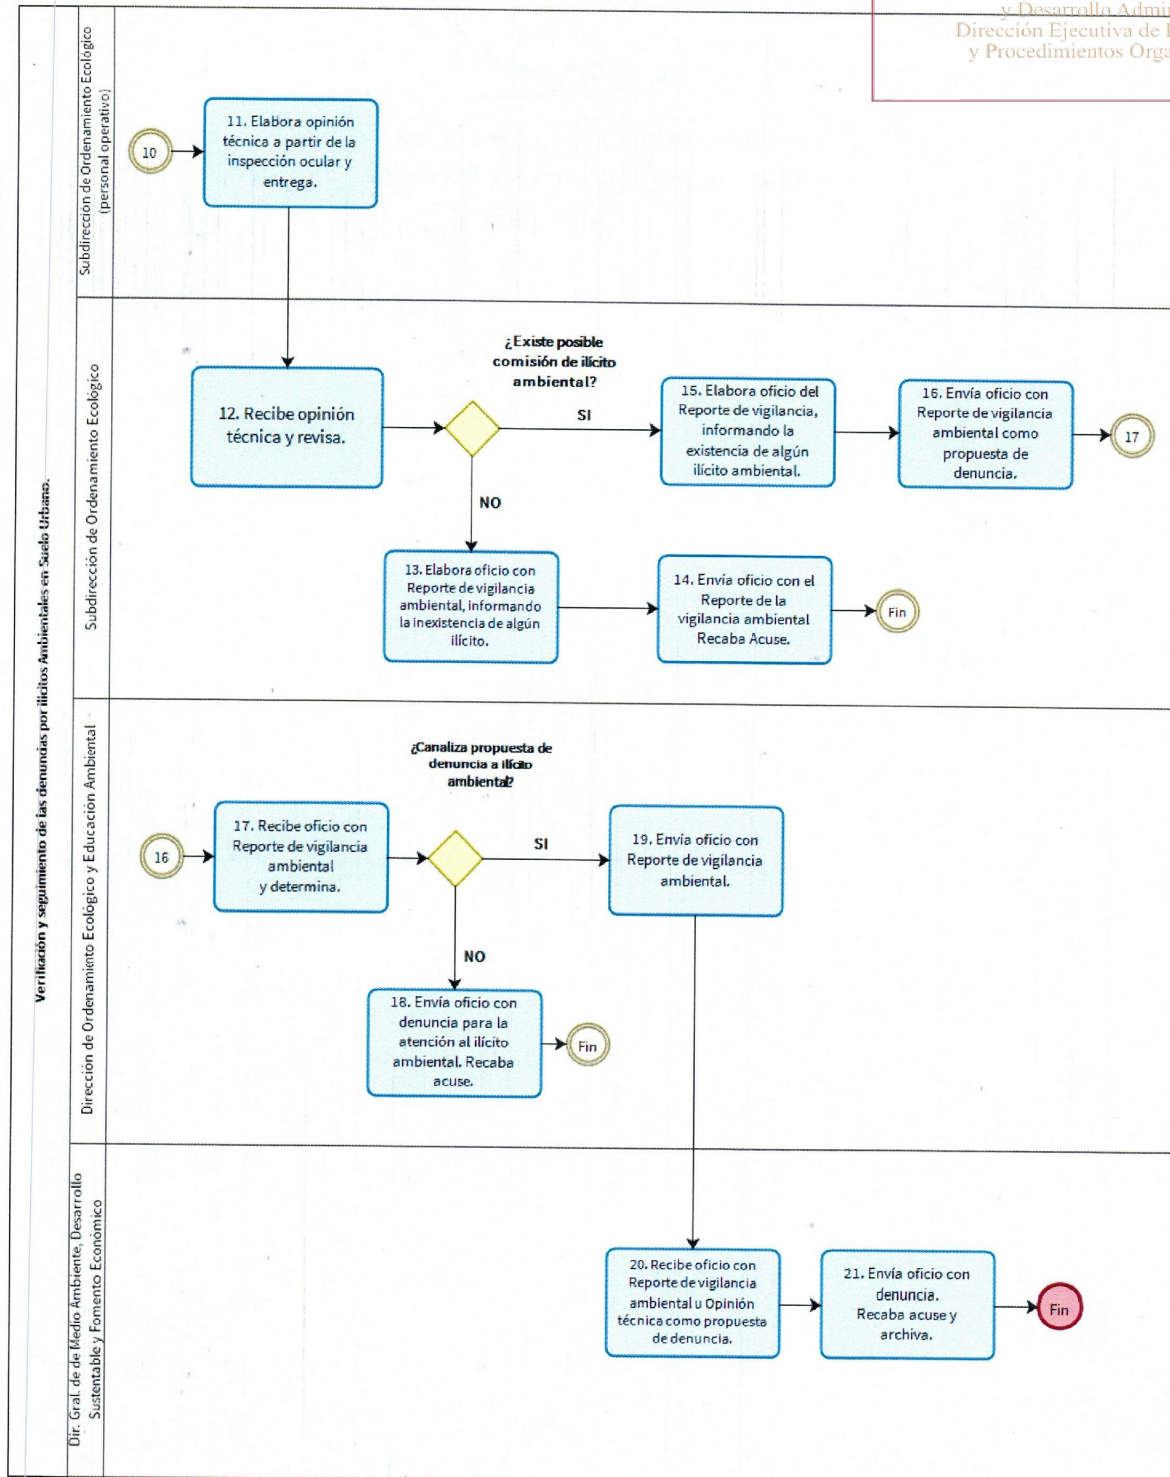 y Desarrollo Admin
Dirección Ejecutiva de
y Procedimientos Orga
Verificación y seguimiento de las denuncias por ilícitos Ambientales en Suelo Urbano.
Subdirección de Ordenamiento Ecológico
(personal operativo)
10
11. Elabora opinión
técnica a partir de la
inspección ocular y
entrega.
Subdirección de Ordenamiento Ecológico
12. Recibe opinión
técnica y revisa.
¿Existe posible
comisión de ilícito
ambiental?
SI
15. Elabora oficio del
Reporte de vigilancia,
informando la
existencia de algún
ilícito ambiental.
16. Envía oficio con
Reporte de vigilancia
ambiental como
propuesta de
denuncia.
17
NO
13. Elabora oficio con
Reporte de vigilancia
ambiental, informando
la inexistencia de algún
ilícito.
14. Envía oficio con el
Reporte de la
vigilancia ambiental
Recaba Acuse.
Fin
Dirección de Ordenamiento Ecológico y Educación Ambiental
16
17. Recibe oficio con
Reporte de vigilancia
ambiental
y determina.
¿Canaliza propuesta de
denuncia a ilícito
ambiental?
SI
19. Envía oficio con
Reporte de vigilancia
ambiental.
NO
18. Envía oficio con
denuncia para la
atención al ilícito
ambiental. Recaba
acuse.
Fin
Dir. Gral. de de Medio Ambiente, Desarrollo
Sustentable y Fomento Económico
20. Recibe oficio con
Reporte de vigilancia
ambiental u Opinión
técnica como propuesta
de denuncia.
21. Envía oficio con
denuncia.
Recaba acuse y
archiva.
Fin